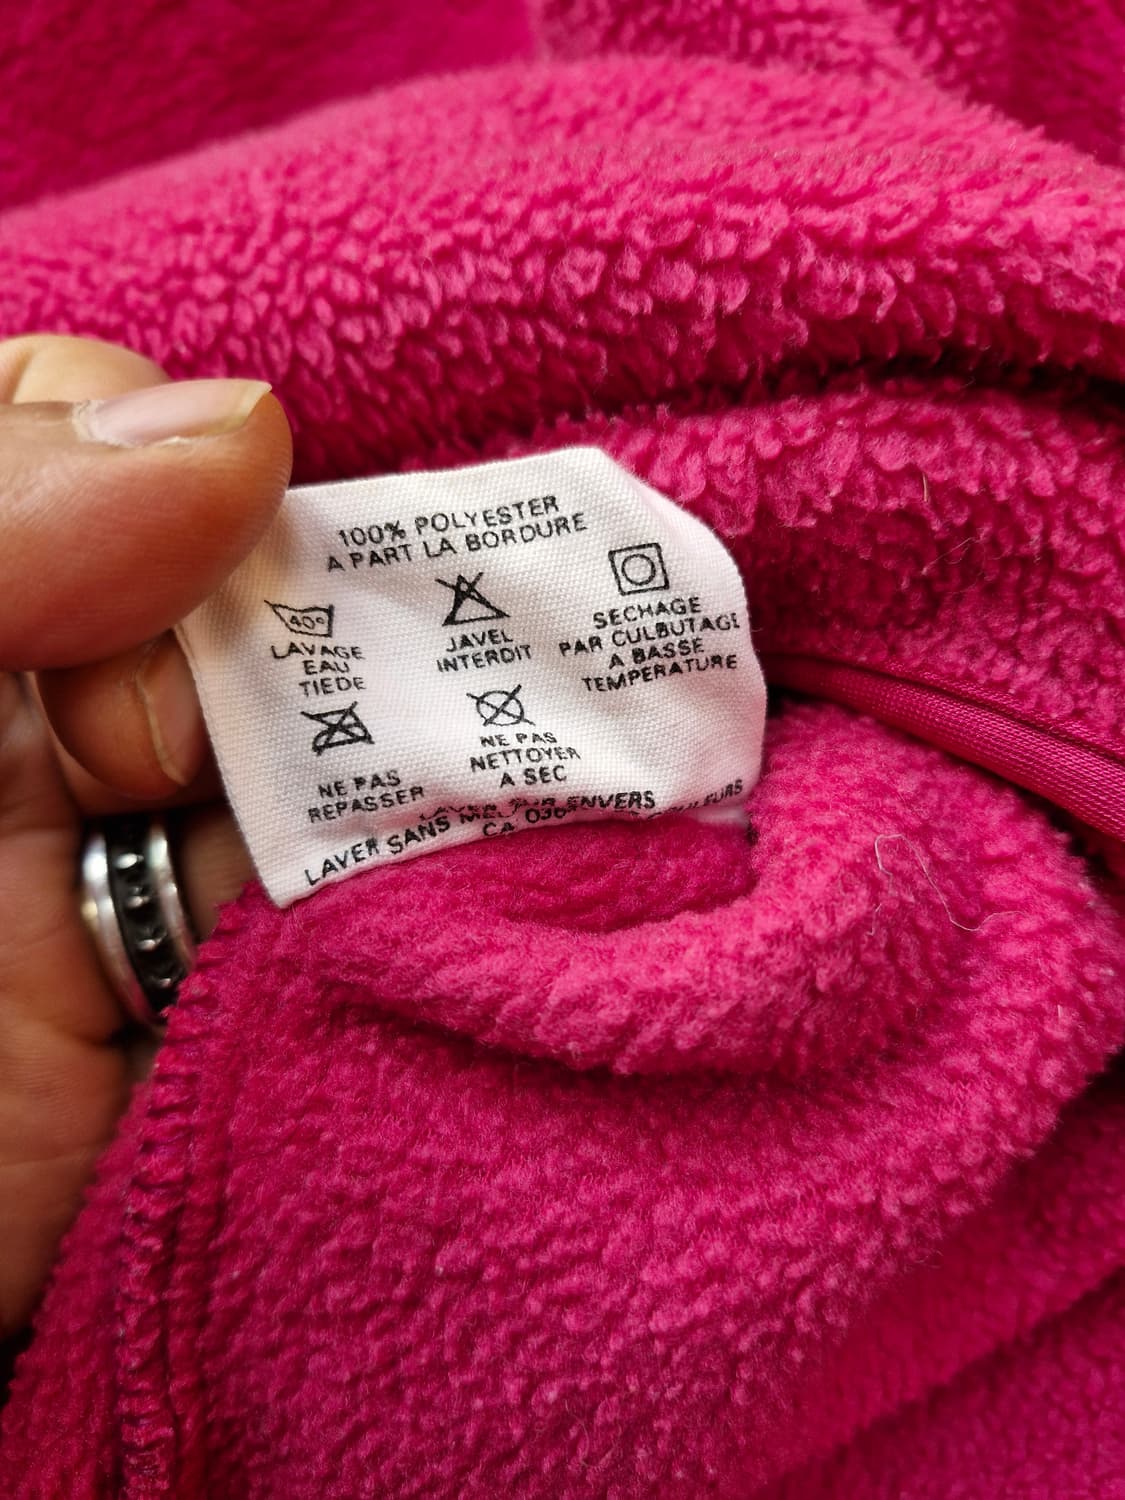 100% POLYESTER
A PART LA BORDURE
40°
LAVAGE
EAU
TIEDE
JAVEL
INTERDIT
SECHAGE
PAR CULBUTAGE
A BASSE
TEMPERATURE
NE PAS
REPASSER
NE PAS
NETTOYER
A SEC
ENVERS
LAVER SANS
CA